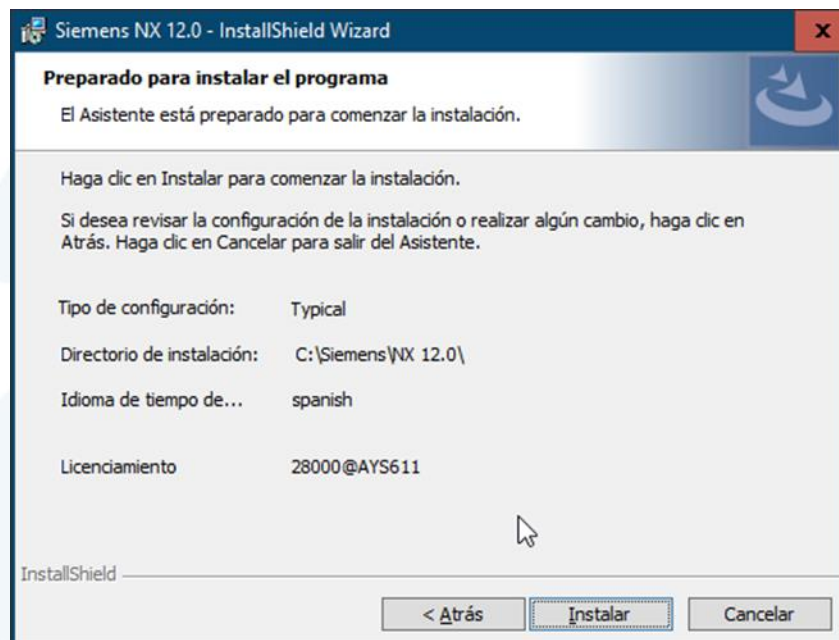 Siemens NX 12.0 - InstallShield Wizard
Preparado para instalar el programa
El Asistente está preparado para comenzar la instalación.
Haga clic en Instalar para comenzar la instalación.
Si desea revisar la configuración de la instalación o realizar algún cambio, haga clic en
Atrás. Haga clic en Cancelar para salir del Asistente.
Tipo de configuración: Typical
Directorio de instalación: C:\Siemens\NX 12.0\
Idioma de tiempo de... spanish
Licenciamiento 28000@AYS611
InstallShield
< Atrás Instalar Cancelar